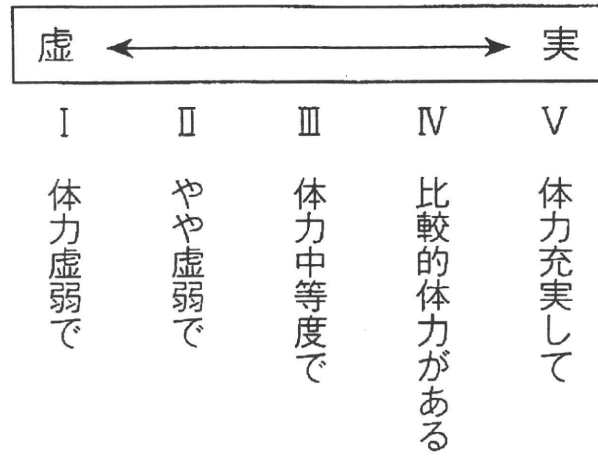 虚 実
I
体力虚弱で
II
やや虚弱で
III
体力中等度で
IV
比較的体力がある
V
体力充実して